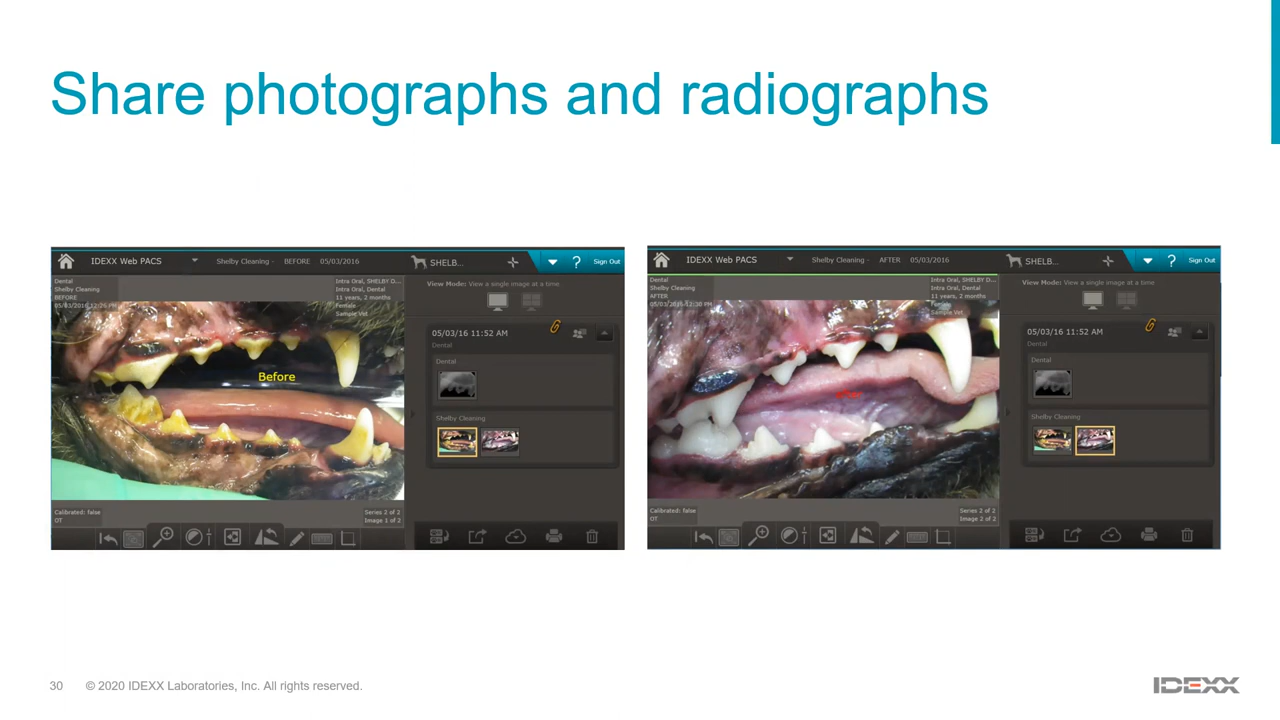 Share photographs and radiographs
IDEXX Web PACS
Shelby Cleaning - BEFORE 05/03/2016
SHELB...
? Sign Out
Dental
Shelby Cleaning
BEFORE
Intra Oral, SHELBY D...
Intra Oral, Dental
11 years, 2 months
Female
Sample Vet
Before
View Mode: View a single image at a time
05/03/16 11:52 AM
Dental
Dental
Shelby Cleaning
Calibrated: false
OT
Series 2 of 2
Image 1 of 2
IDEXX Web PACS
Shelby Cleaning - AFTER 05/03/2016
SHELB...
? Sign Out
Dental
Shelby Cleaning
AFTER
Intra Oral, SHELBY D...
Intra Oral, Dental
11 years, 2 months
Female
Sample Vet
View Mode: View a single image at a time
05/03/16 11:52 AM
Dental
Dental
Shelby Cleaning
Calibrated: false
OT
Series 2 of 2
Image 2 of 2
30 © 2020 IDEXX Laboratories, Inc. All rights reserved.
IDEXX